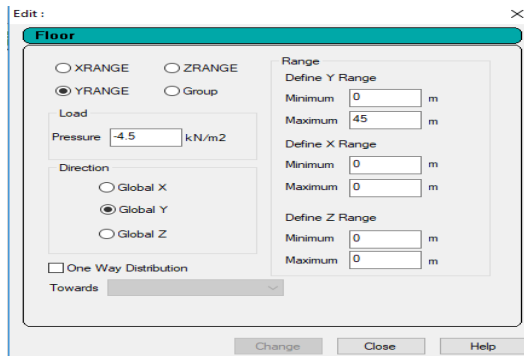 Edit :
Floor
XRANGE ZRANGE
YRANGE Group
Load
Pressure -4.5 kN/m2
Direction
Global X
Global Y
Global Z
One Way Distribution
Towards
Range
Define Y Range
Minimum 0 m
Maximum 45 m
Define X Range
Minimum 0 m
Maximum 0 m
Define Z Range
Minimum 0 m
Maximum 0 m
Change Close Help